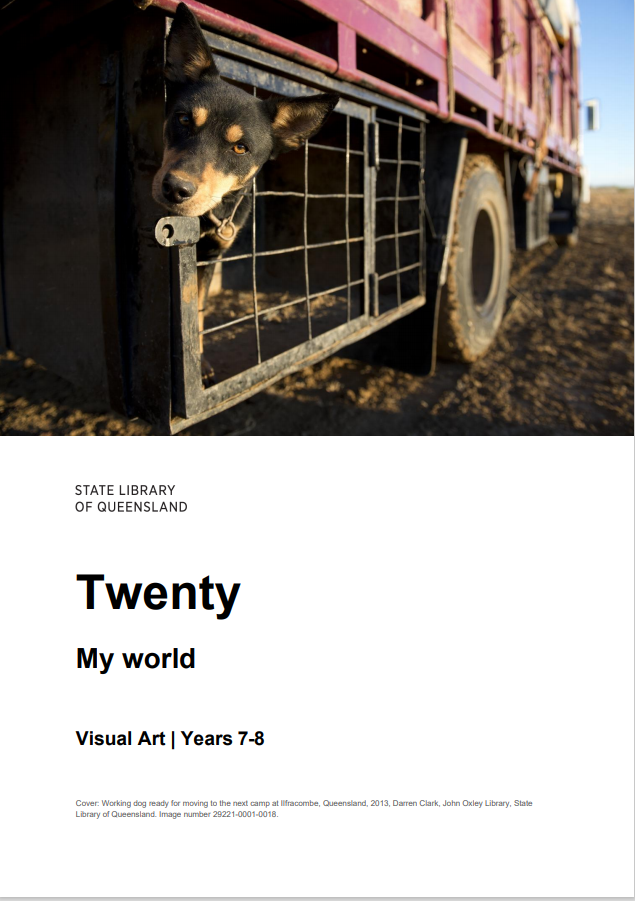 STATE LIBRARY
OF QUEENSLAND
Twenty
My world
Visual Art | Years 7-8
Cover: Working dog ready for moving to the next camp at Ilfracombe, Queensland, 2013, Darren Clark, John Oxley Library, State
Library of Queensland. Image number 29221-0001-0018.